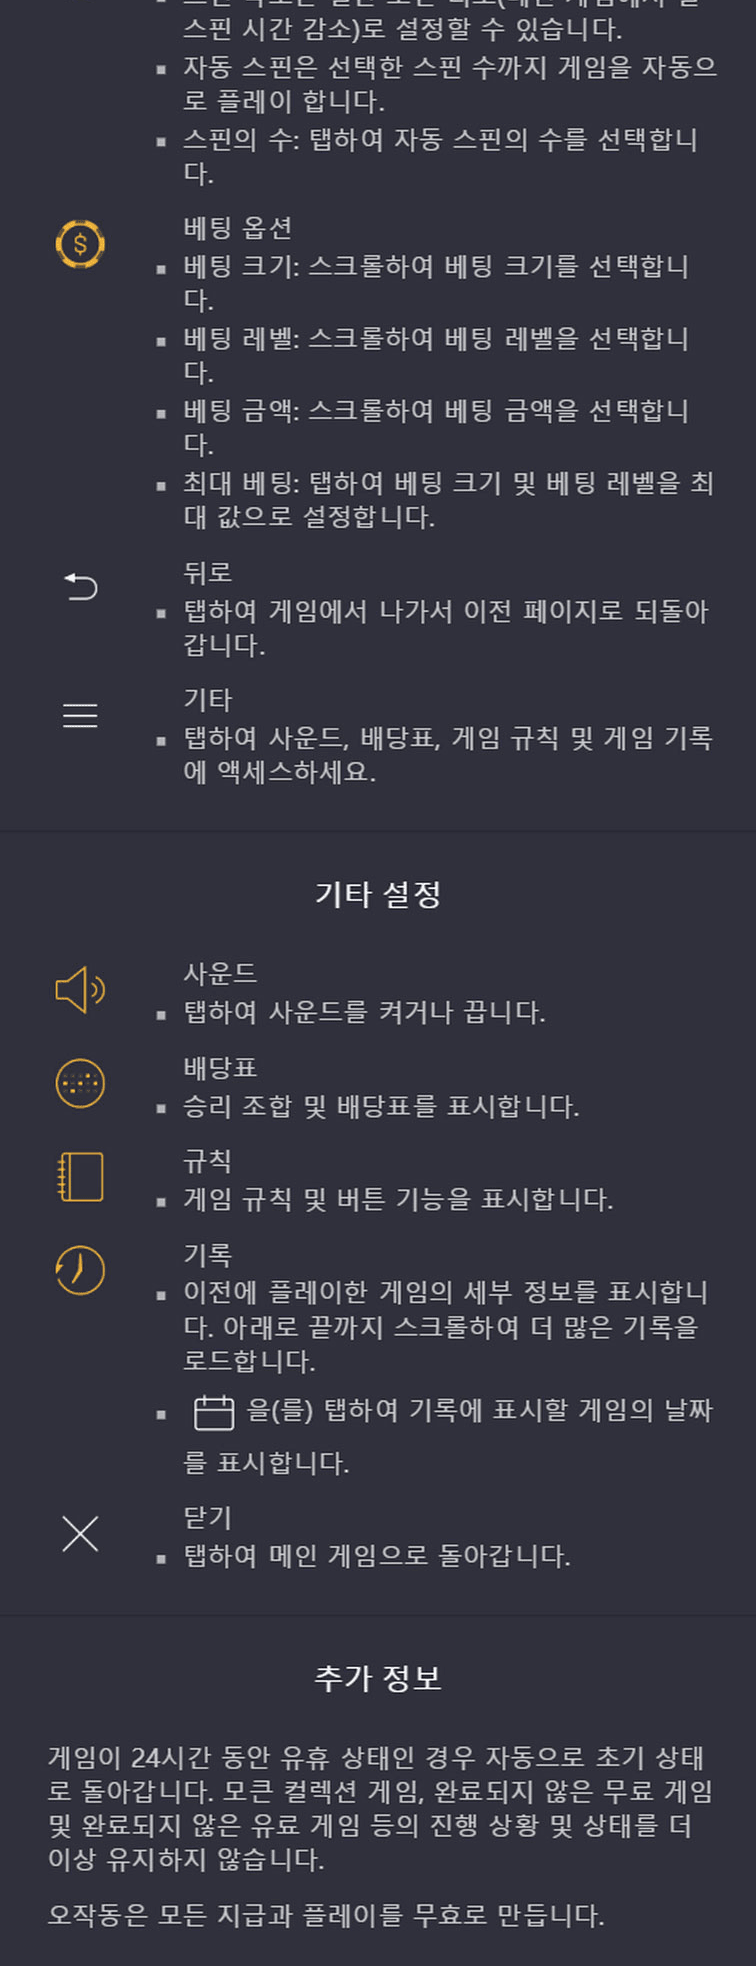 스핀 시간 감소)로 설정할 수 있습니다.
자동 스핀은 선택한 스핀 수까지 게임을 자동으
로 플레이 합니다.
스핀의 수: 탭하여 자동 스핀의 수를 선택합니
다.
베팅 옵션
베팅 크기: 스크롤하여 베팅 크기를 선택합니
다.
베팅 레벨: 스크롤하여 베팅 레벨을 선택합니
다.
베팅 금액: 스크롤하여 베팅 금액을 선택합니
다.
최대 베팅: 탭하여 베팅 크기 및 베팅 레벨을 최
대 값으로 설정합니다.
뒤로
탭하여 게임에서 나가서 이전 페이지로 되돌아
갑니다.
기타
탭하여 사운드, 배당표, 게임 규칙 및 게임 기록
에 액세스하세요.
기타 설정
사운드
탭하여 사운드를 켜거나 끕니다.
배당표
승리 조합 및 배당표를 표시합니다.
규칙
게임 규칙 및 버튼 기능을 표시합니다.
기록
이전에 플레이한 게임의 세부 정보를 표시합니
다. 아래로 끝까지 스크롤하여 더 많은 기록을
로드합니다.
을(를) 탭하여 기록에 표시할 게임의 날짜
를 표시합니다.
닫기
탭하여 메인 게임으로 돌아갑니다.
추가 정보
게임이 24시간 동안 유휴 상태인 경우 자동으로 초기 상태
로 돌아갑니다. 모큰 컬렉션 게임, 완료되지 않은 무료 게임
및 완료되지 않은 유료 게임 등의 진행 상황 및 상태를 더
이상 유지하지 않습니다.
오작동은 모든 지급과 플레이를 무효로 만듭니다.